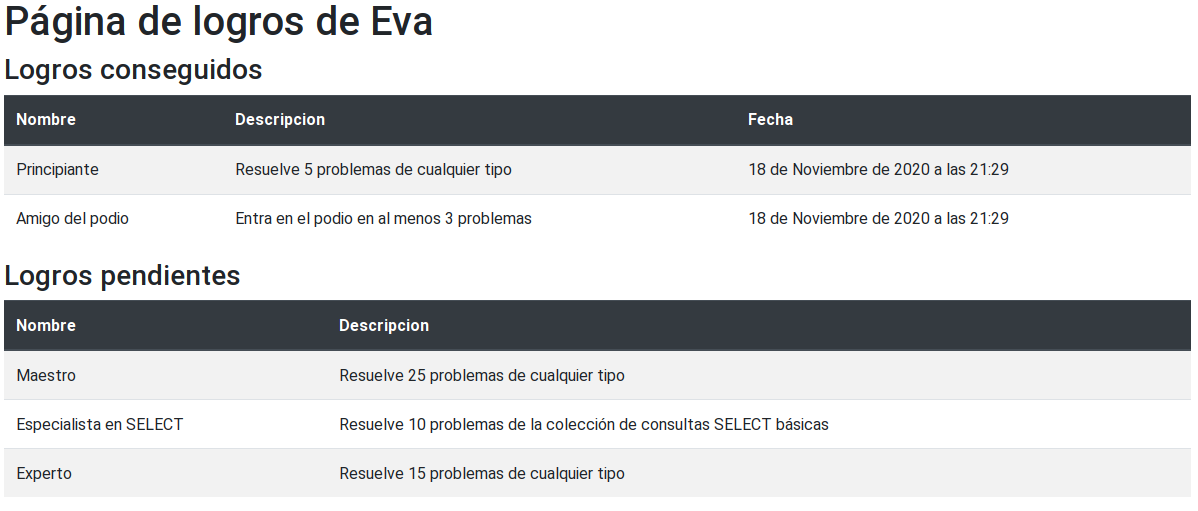 Página de logros de Eva
Logros conseguidos
Nombre Descripcion Fecha
Principiante Resuelve 5 problemas de cualquier tipo 18 de Noviembre de 2020 a las 21:29
Amigo del podio Entra en el podio en al menos 3 problemas 18 de Noviembre de 2020 a las 21:29
Logros pendientes
Nombre Descripcion
Maestro Resuelve 25 problemas de cualquier tipo
Especialista en SELECT Resuelve 10 problemas de la colección de consultas SELECT básicas
Experto Resuelve 15 problemas de cualquier tipo